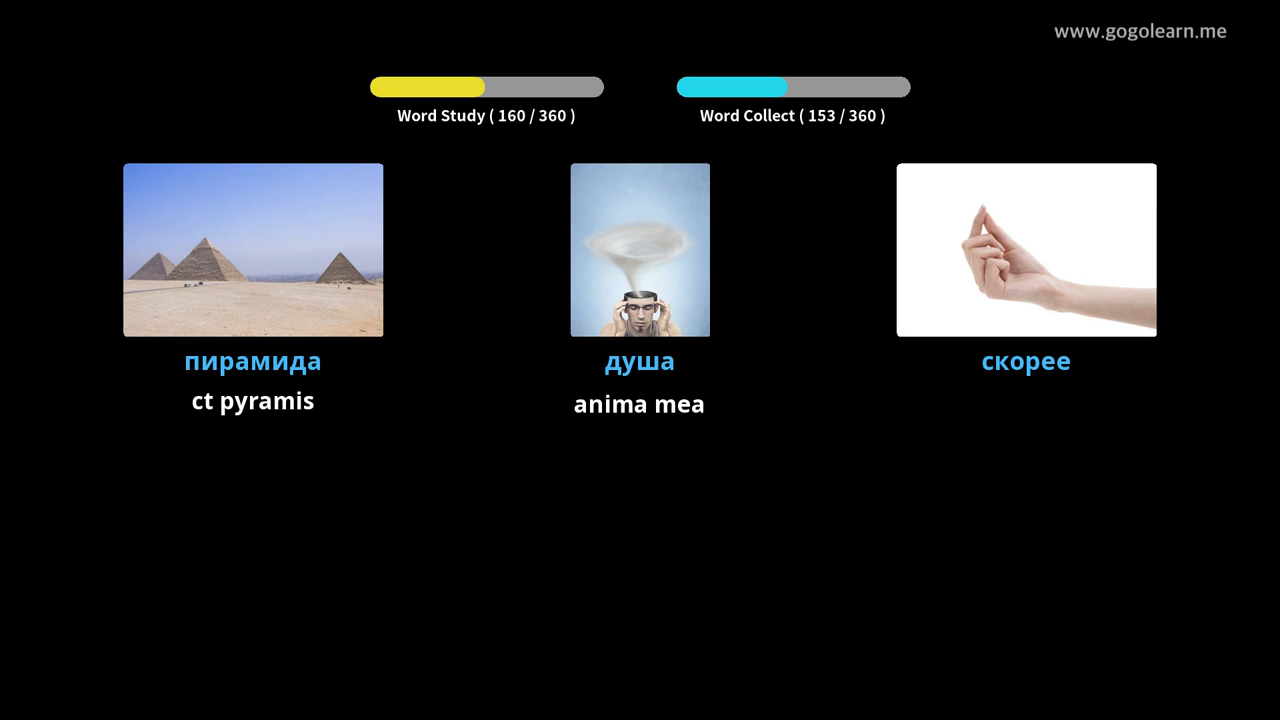 www.gogolearn.me
Word Study ( 160 / 360 )
Word Collect ( 153 / 360 )
пирамида
ct pyramis
душа
anima mea
скорее